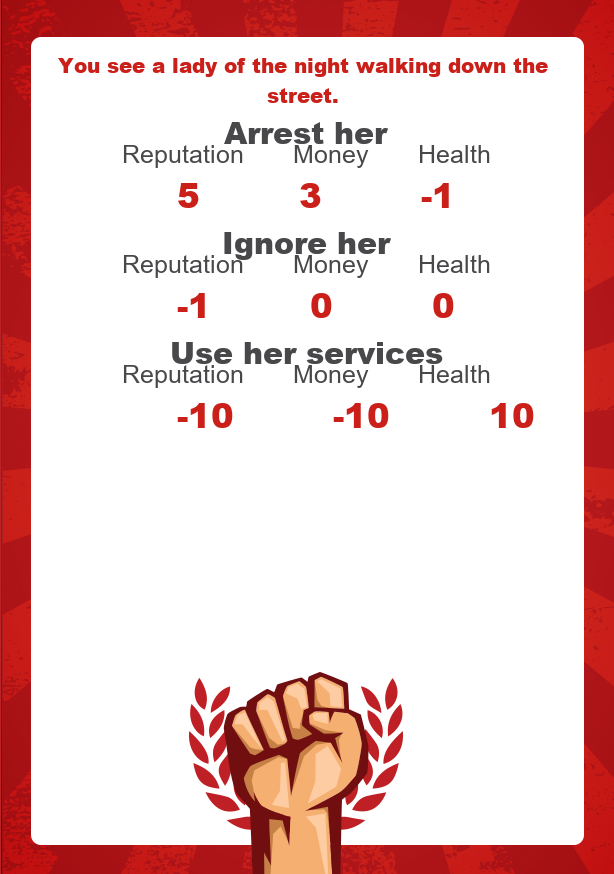 You see a lady of the night walking down the
street.
Arrest her
Reputation Money Health
5 3 -1
Ignore her
Reputation Money Health
-1 0 0
Use her services
Reputation Money Health
-10 -10 10